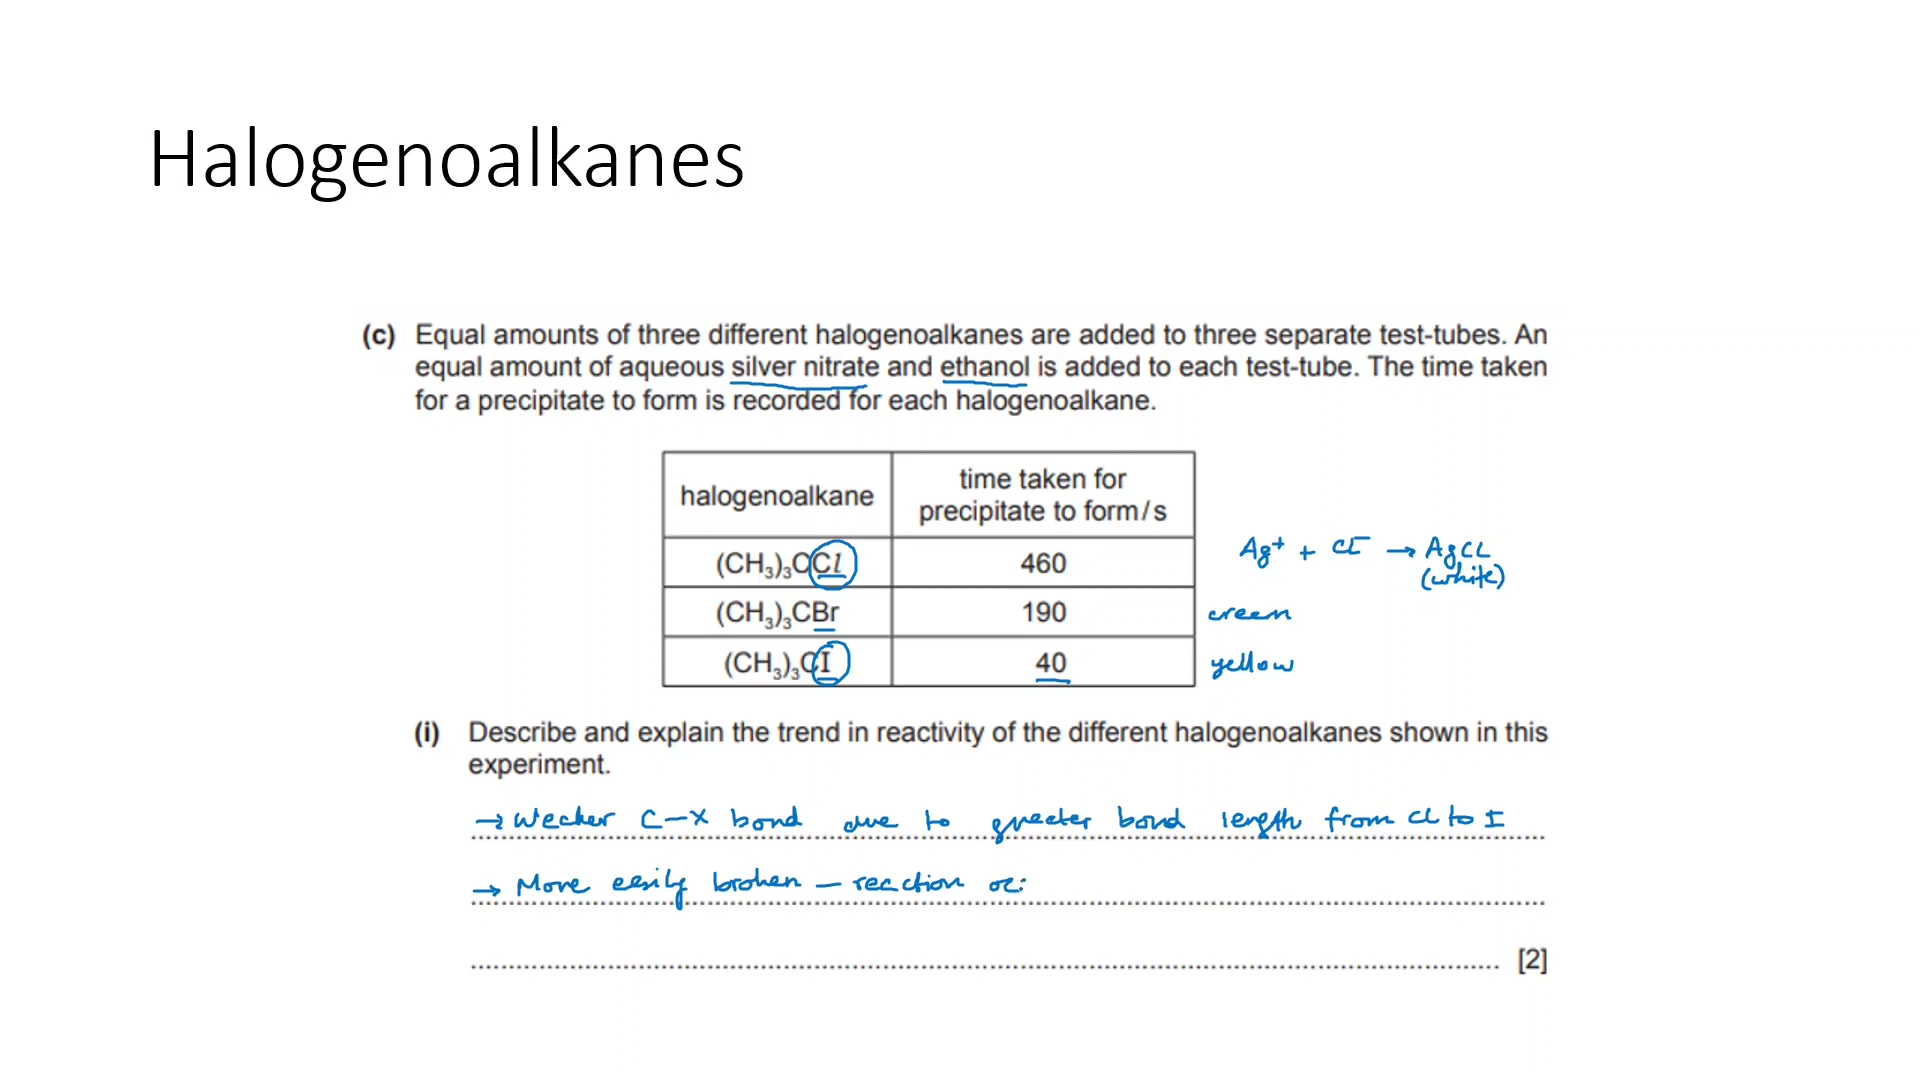 Halogenoalkanes
(c) Equal amounts of three different halogenoalkanes are added to three separate test-tubes. An
equal amount of aqueous silver nitrate and ethanol is added to each test-tube. The time taken
for a precipitate to form is recorded for each halogenoalkane.
halogenoalkane
time taken for
precipitate to form/s
(CH₃)₃CCl 460
Ag⁺ + Cl⁻ → AgCl
(white)
(CH₃)₃CBr 190 cream
(CH₃)₃CI 40 yellow
(i) Describe and explain the trend in reactivity of the different halogenoalkanes shown in this
experiment.
→ Weaker C–X bond due to greater bond length from Cl to I
→ More easily broken – reaction oc
[2]